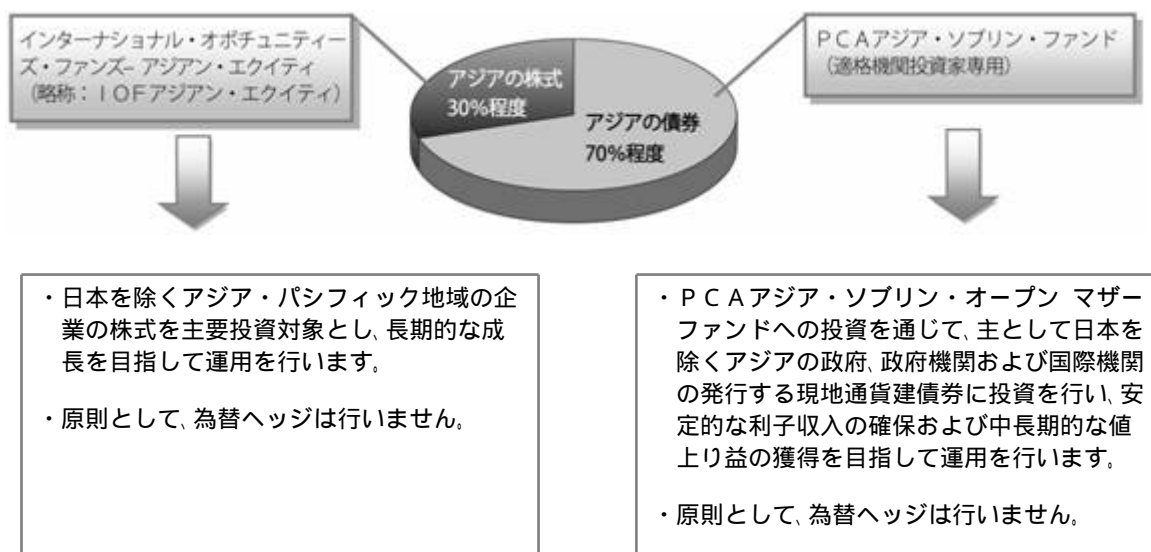 インターナショナル・オポチュニティー
ズ・ファンズ－アジアン・エクイティ
（略称：ＩＯＦアジアン・エクイティ）
アジアの株式
30％程度
アジアの債券
70％程度
ＰＣＡアジア・ソブリン・ファンド
（適格機関投資家専用）
・日本を除くアジア・パシフィック地域の企
業の株式を主要投資対象とし、長期的な成
長を目指して運用を行います。
・原則として、為替ヘッジは行いません。
・ＰＣＡアジア・ソブリン・オープン マザー
ファンドへの投資を通じて、主として日本を
除くアジアの政府、政府機関および国際機関
の発行する現地通貨建債券に投資を行い、安
定的な利子収入の確保および中長期的な値
上り益の獲得を目指して運用を行います。
・原則として、為替ヘッジは行いません。